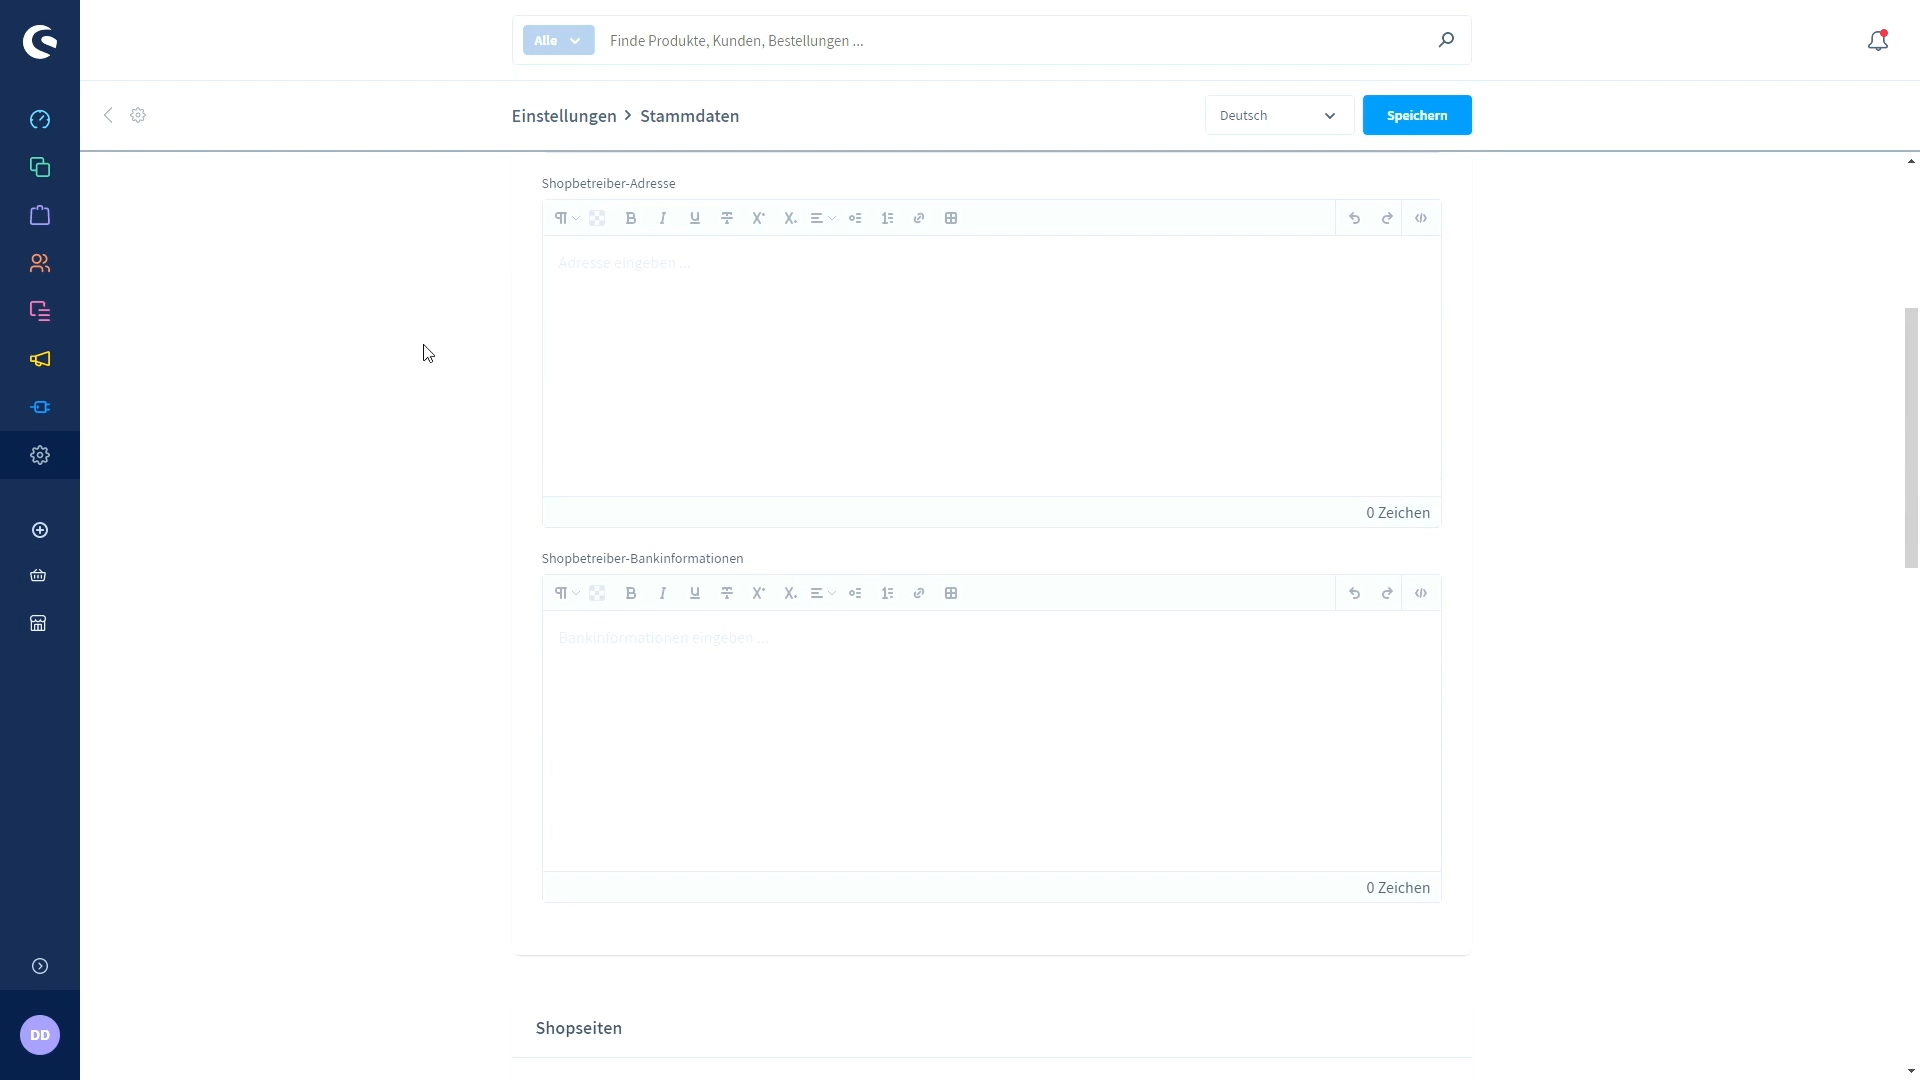 Alle
Finde Produkte, Kunden, Bestellungen ...
Einstellungen > Stammdaten
Deutsch
Speichern
Shopbetreiber-Adresse
Adresse eingeben ...
0 Zeichen
Shopbetreiber-Bankinformationen
Bankinformationen eingeben ...
0 Zeichen
Shopseiten
DD